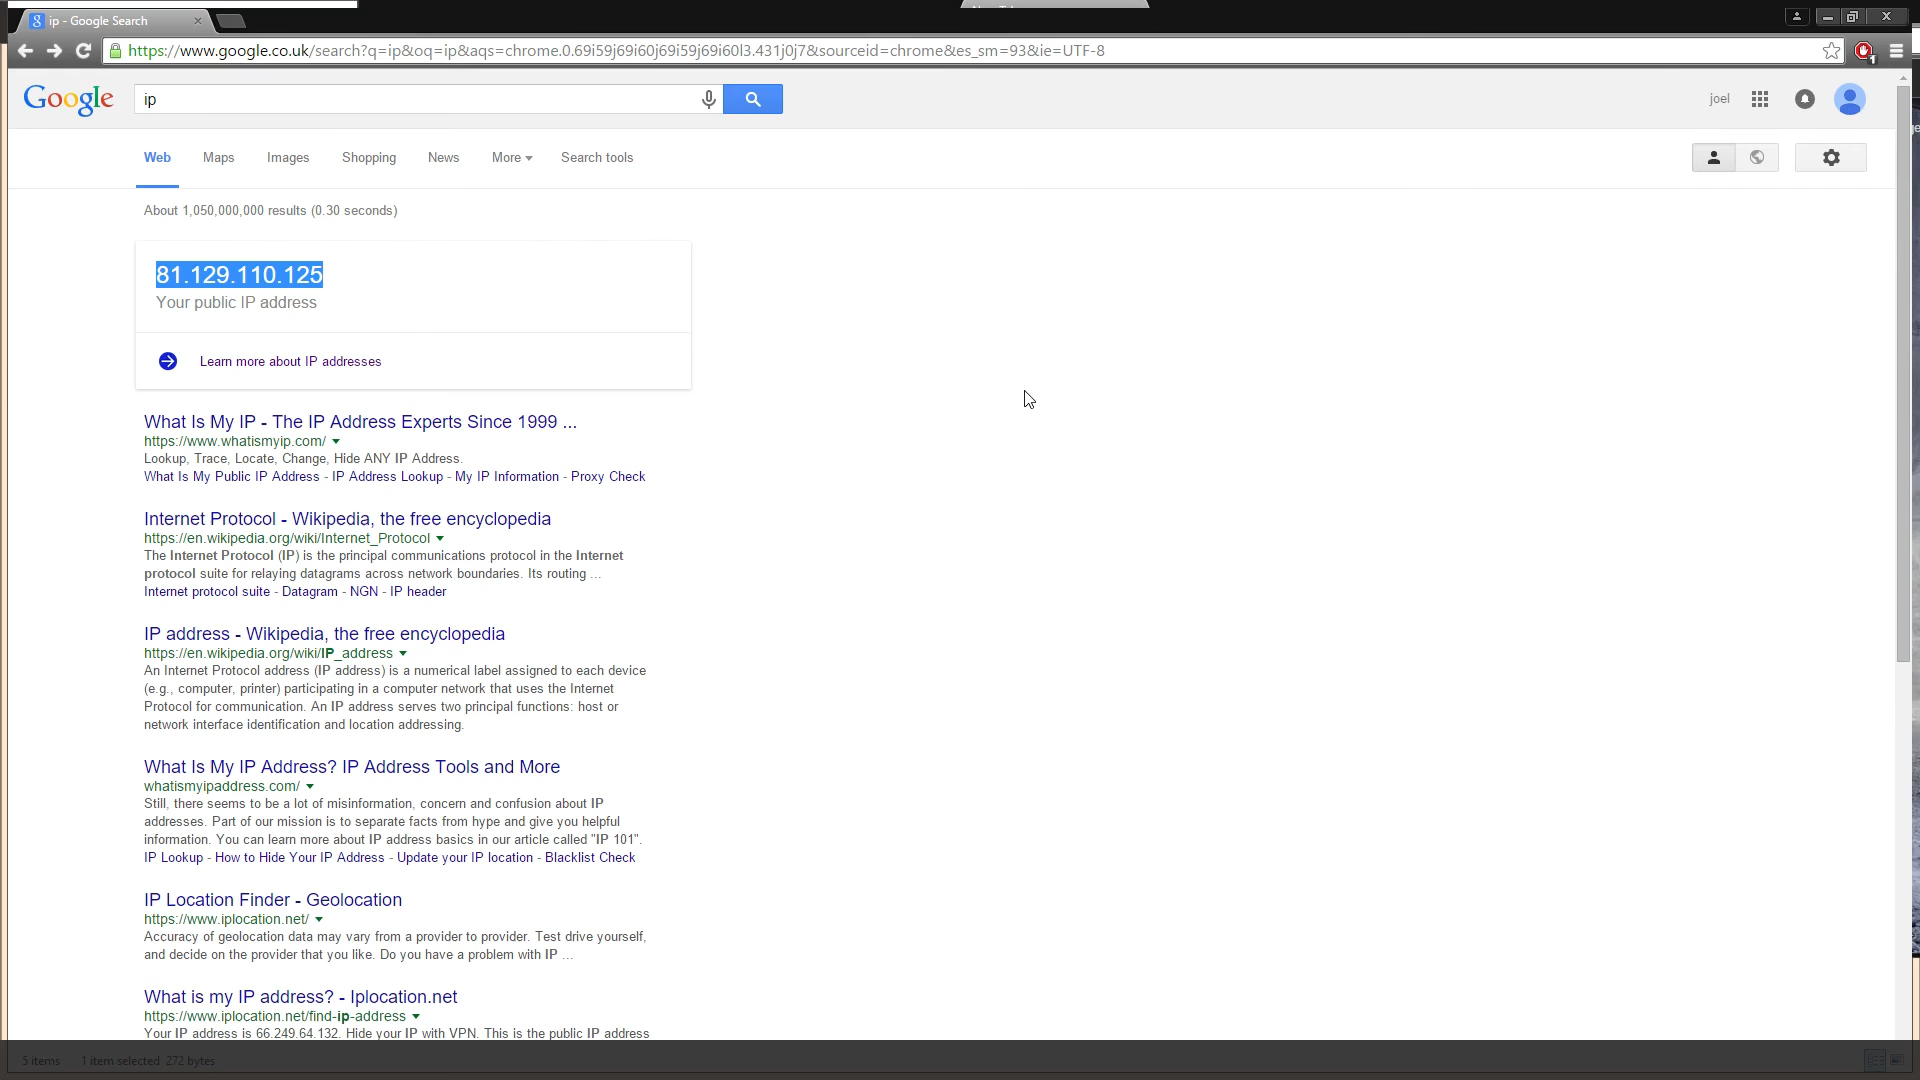 ip - Google Search
https://www.google.co.uk/search?q=ip&oq=ip&aqs=chrome.0.69i59j69i60j69i59j69i60l3.431j0j7&sourceid=chrome&es_sm=93&ie=UTF-8
1
Google
ip
joel
Web Maps Images Shopping News More Search tools
About 1,050,000,000 results (0.30 seconds)
81.129.110.125
Your public IP address
Learn more about IP addresses
What Is My IP - The IP Address Experts Since 1999 ...
https://www.whatismyip.com/
Lookup, Trace, Locate, Change, Hide ANY IP Address.
What Is My Public IP Address - IP Address Lookup - My IP Information - Proxy Check
Internet Protocol - Wikipedia, the free encyclopedia
https://en.wikipedia.org/wiki/Internet_Protocol
The Internet Protocol (IP) is the principal communications protocol in the Internet
protocol suite for relaying datagrams across network boundaries. Its routing ...
Internet protocol suite - Datagram - NGN - IP header
IP address - Wikipedia, the free encyclopedia
https://en.wikipedia.org/wiki/IP_address
An Internet Protocol address (IP address) is a numerical label assigned to each device
(e.g., computer, printer) participating in a computer network that uses the Internet
Protocol for communication. An IP address serves two principal functions: host or
network interface identification and location addressing.
What Is My IP Address? IP Address Tools and More
whatismyipaddress.com/
Still, there seems to be a lot of misinformation, concern and confusion about IP
addresses. Part of our mission is to separate facts from hype and give you helpful
information. You can learn more about IP address basics in our article called "IP 101".
IP Lookup - How to Hide Your IP Address - Update your IP location - Blacklist Check
IP Location Finder - Geolocation
https://www.iplocation.net/
Accuracy of geolocation data may vary from a provider to provider. Test drive yourself,
and decide on the provider that you like. Do you have a problem with IP ...
What is my IP address? - Iplocation.net
https://www.iplocation.net/find-ip-address
Your IP address is 66.249.64.132. Hide your IP with VPN. This is the public IP address
5 items 1 item selected 272 bytes